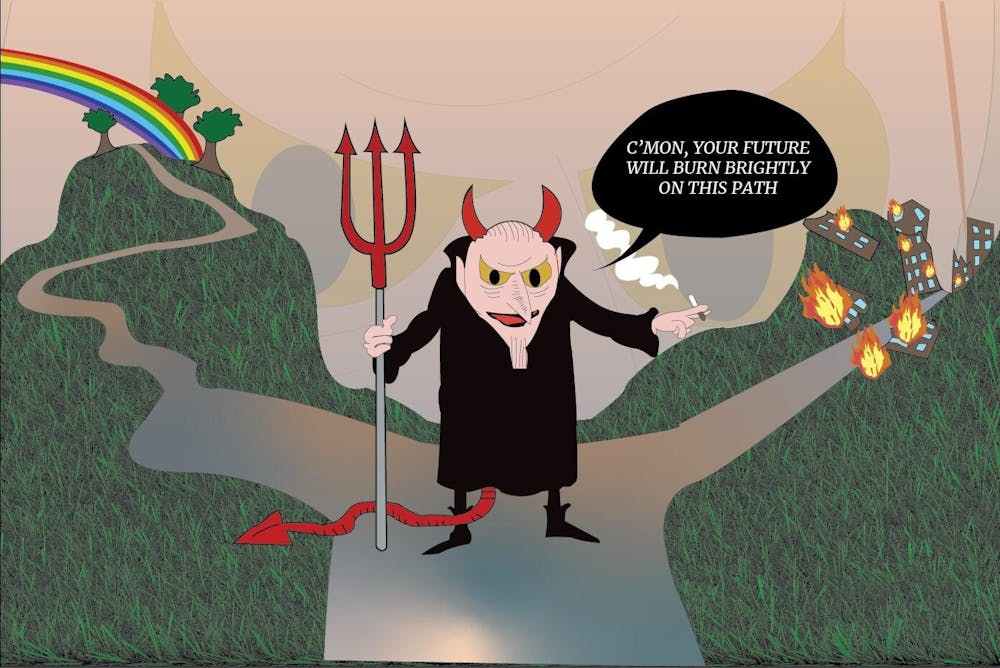 C’MON, YOUR FUTURE
WILL BURN BRIGHTLY
ON THIS PATH